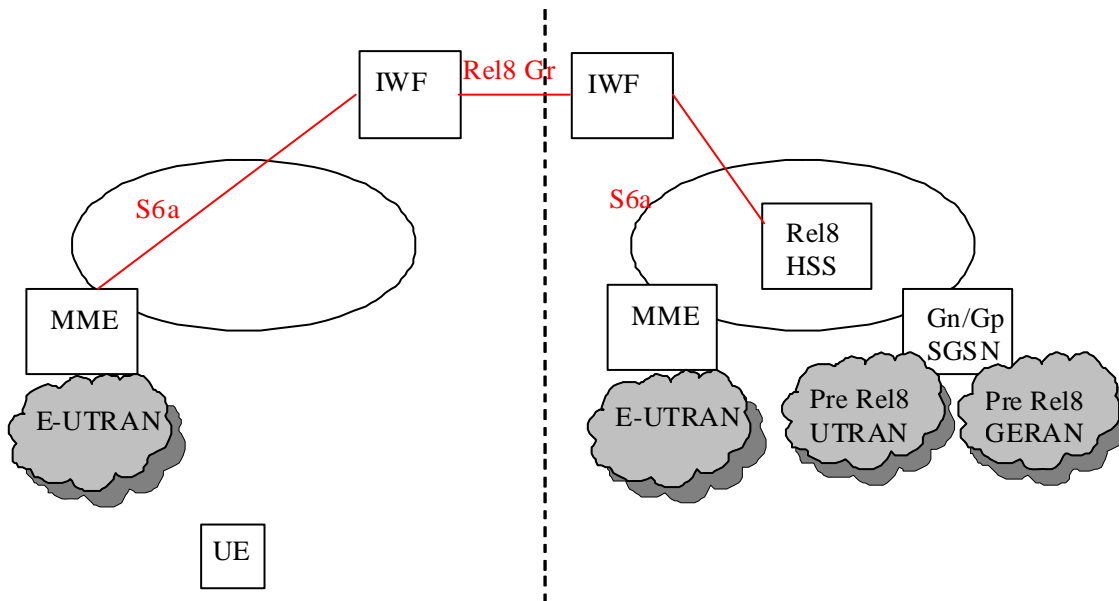 IWF
Rel8 Gr
IWF
S6a
S6a
Rel8
HSS
MME
MME
Gn/Gp
SGSN
E-UTRAN
E-UTRAN
Pre Rel8
UTRAN
Pre Rel8
GERAN
UE